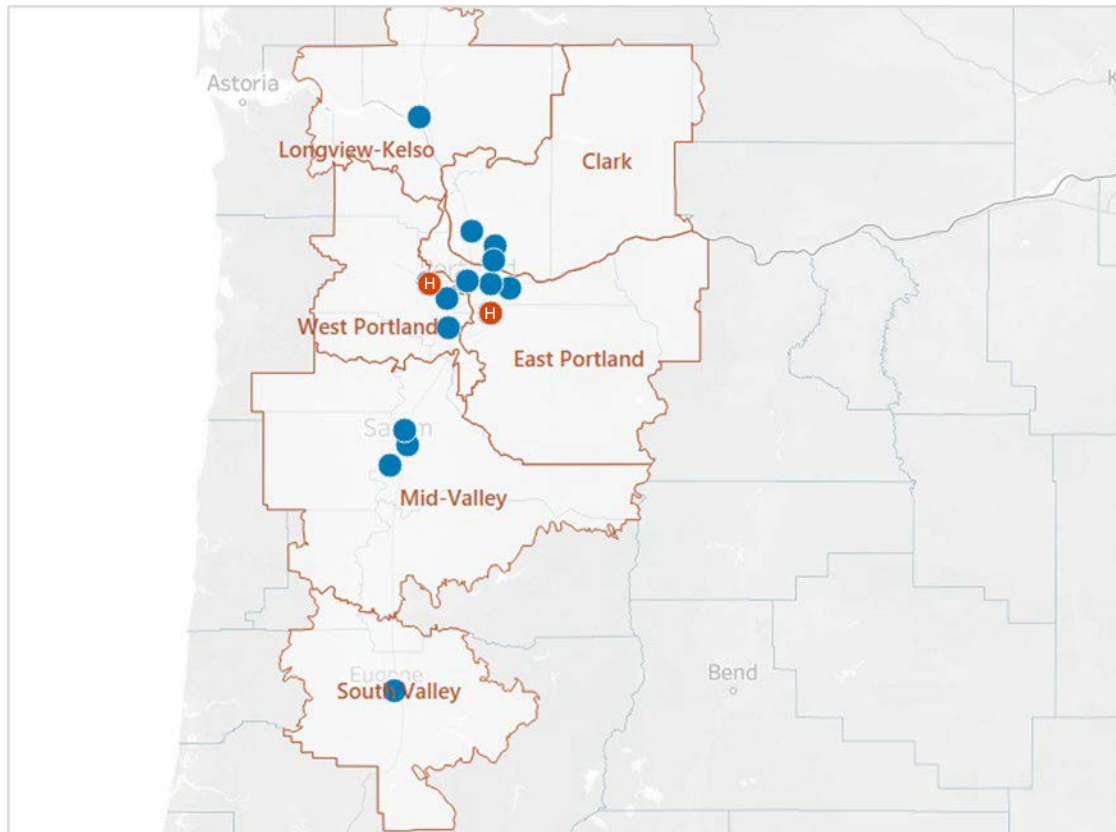 Astoria
K
Longview-Kelso
Clark
H
H
West Portland
East Portland
Mid-Valley
Eugene
South Valley
Bend